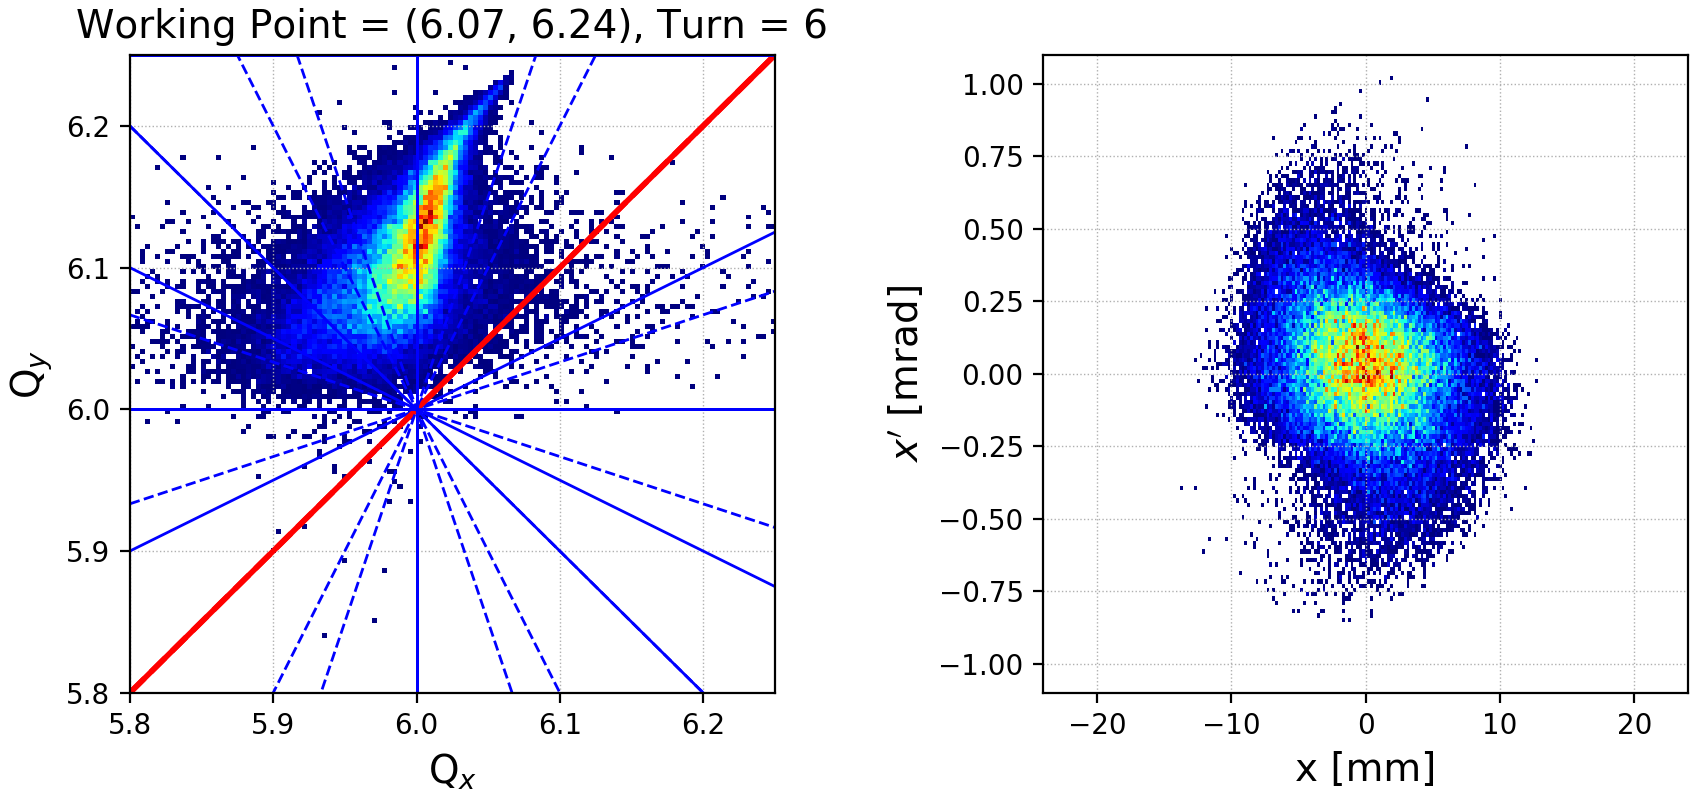 Working Point = (6.07, 6.24), Turn = 6
6.2
6.1
6.0
5.9
5.8
Q_y
5.8 5.9 6.0 6.1 6.2
Q_x
1.00
0.75
0.50
0.25
0.00
−0.25
−0.50
−0.75
−1.00
x′ [mrad]
−20 −10 0 10 20
x [mm]